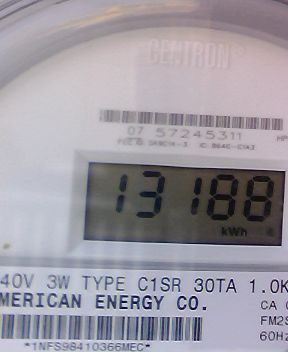 CENTRON
07 57245311
13188
kWh
40V 3W TYPE C1SR 30TA 1.0K
MERICAN ENERGY CO.
CA
FM2S
60Hz
*1NFS98410366MEC*